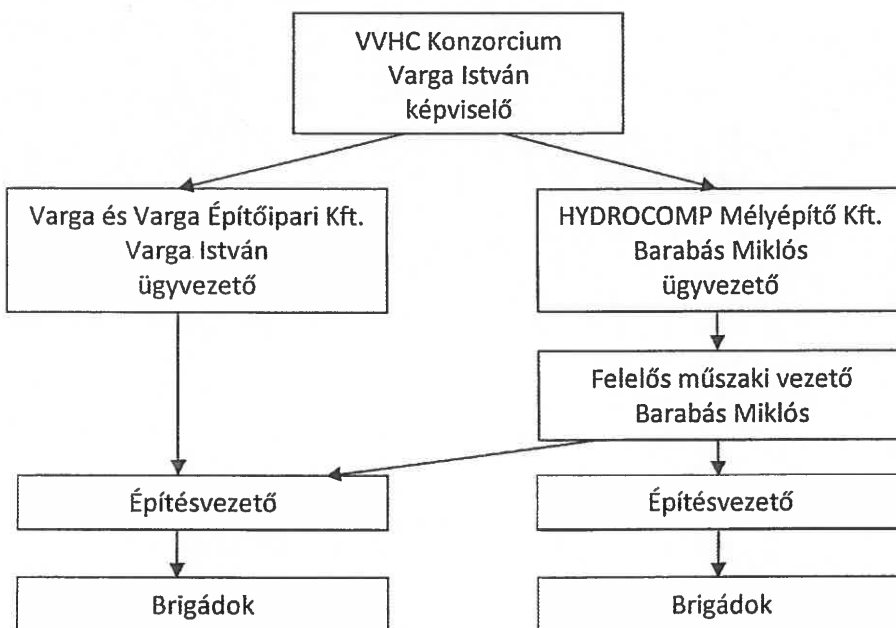 VVHC Konzorcium
Varga István
képviselő
Varga és Varga Építőipari Kft.
Varga István
ügyvezető
HYDROCOMP Mélyépítő Kft.
Barabás Miklós
ügyvezető
Felelős műszaki vezető
Barabás Miklós
Építésvezető
Építésvezető
Brigádok
Brigádok